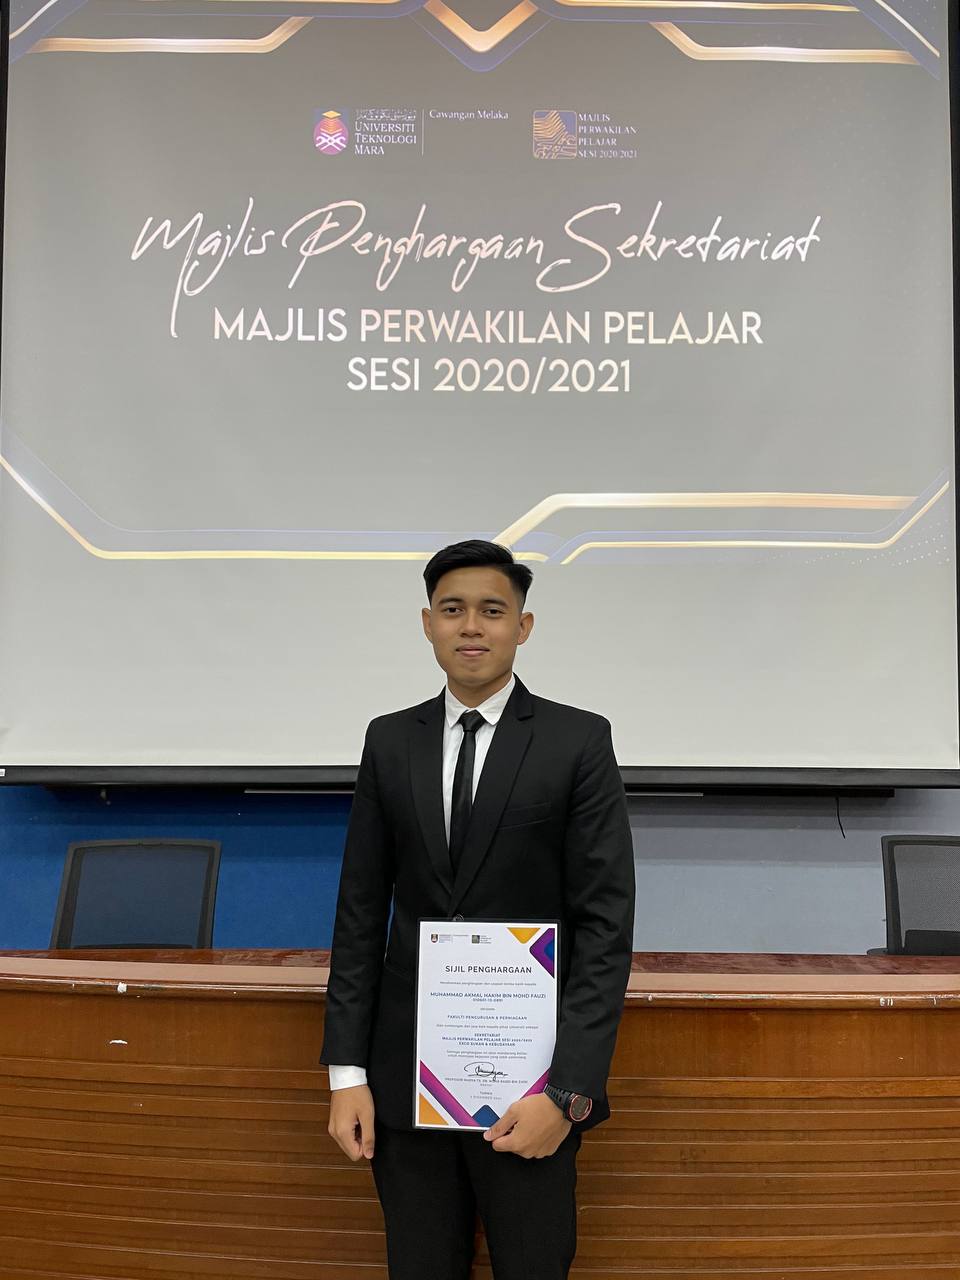 UNIVERSITI
TEKNOLOGI
MARA
Cawangan Melaka
MAJLIS
PERWAKILAN
PELAJAR
SESI 2020/2021
Majlis Penghargaan Sekretariat
MAJLIS PERWAKILAN PELAJAR
SESI 2020/2021
SIJIL PENGHARGAAN
MUHAMMAD AKMAL HAKIM BIN MOHD FAUZI
FAKULTI PENGURUSAN & PERNIAGAAN
SEKRETARIAT
MAJLIS PERWAKILAN PELAJAR SESI 2020/2021
EXCO SUKAN & KEBUDAYAAN